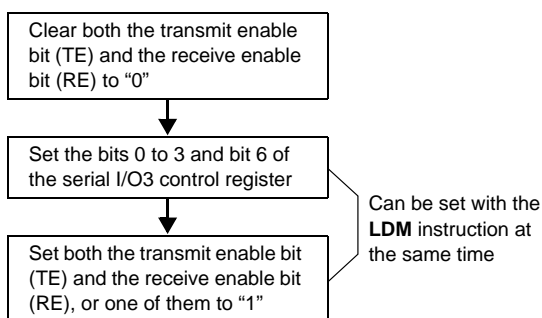 Clear both the transmit enable
bit (TE) and the receive enable
bit (RE) to “0”
Set the bits 0 to 3 and bit 6 of
the serial I/O3 control register
Set both the transmit enable bit
(TE) and the receive enable bit
(RE), or one of them to “1”
Can be set with the
LDM instruction at
the same time